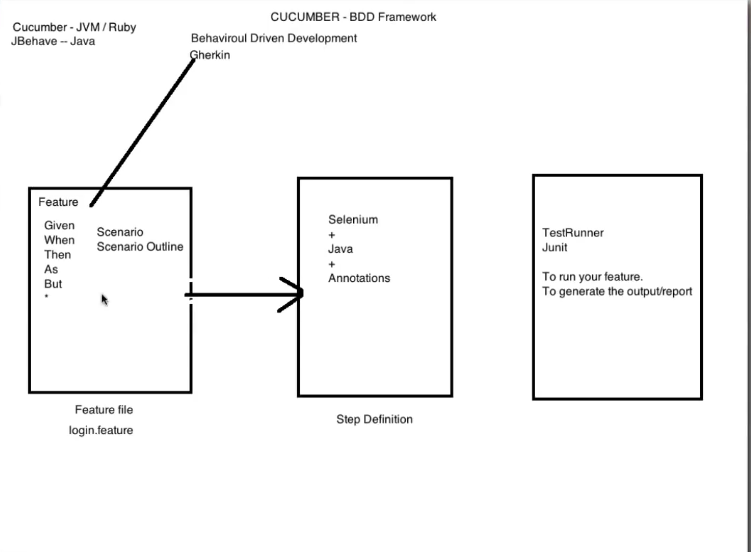 CUCUMBER - BDD Framework
Cucumber - JVM / Ruby
JBehave -- Java
Behaviroul Driven Development
Gherkin
Feature
Given
When
Then
As
But
*
Scenario
Scenario Outline
Feature file
login.feature
Selenium
+
Java
+
Annotations
Step Definition
TestRunner
Junit
To run your feature.
To generate the output/report